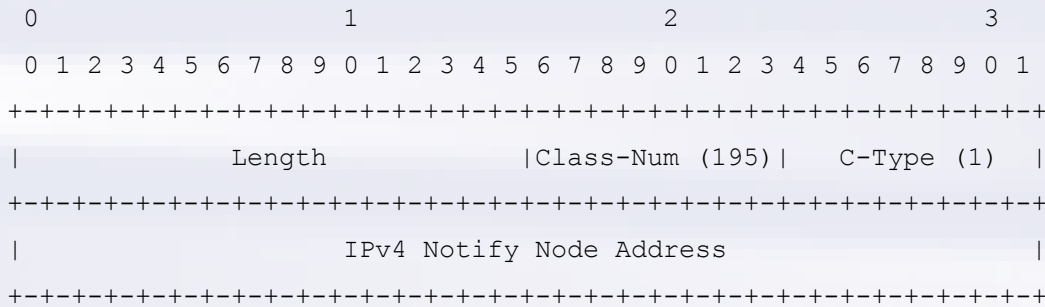 0                   1                   2                   3
0 1 2 3 4 5 6 7 8 9 0 1 2 3 4 5 6 7 8 9 0 1 2 3 4 5 6 7 8 9 0 1
+-+-+-+-+-+-+-+-+-+-+-+-+-+-+-+-+-+-+-+-+-+-+-+-+-+-+-+-+-+-+-+-+
|             Length            |Class-Num (195)|   C-Type (1)  |
+-+-+-+-+-+-+-+-+-+-+-+-+-+-+-+-+-+-+-+-+-+-+-+-+-+-+-+-+-+-+-+-+
|                    IPv4 Notify Node Address                   |
+-+-+-+-+-+-+-+-+-+-+-+-+-+-+-+-+-+-+-+-+-+-+-+-+-+-+-+-+-+-+-+-+